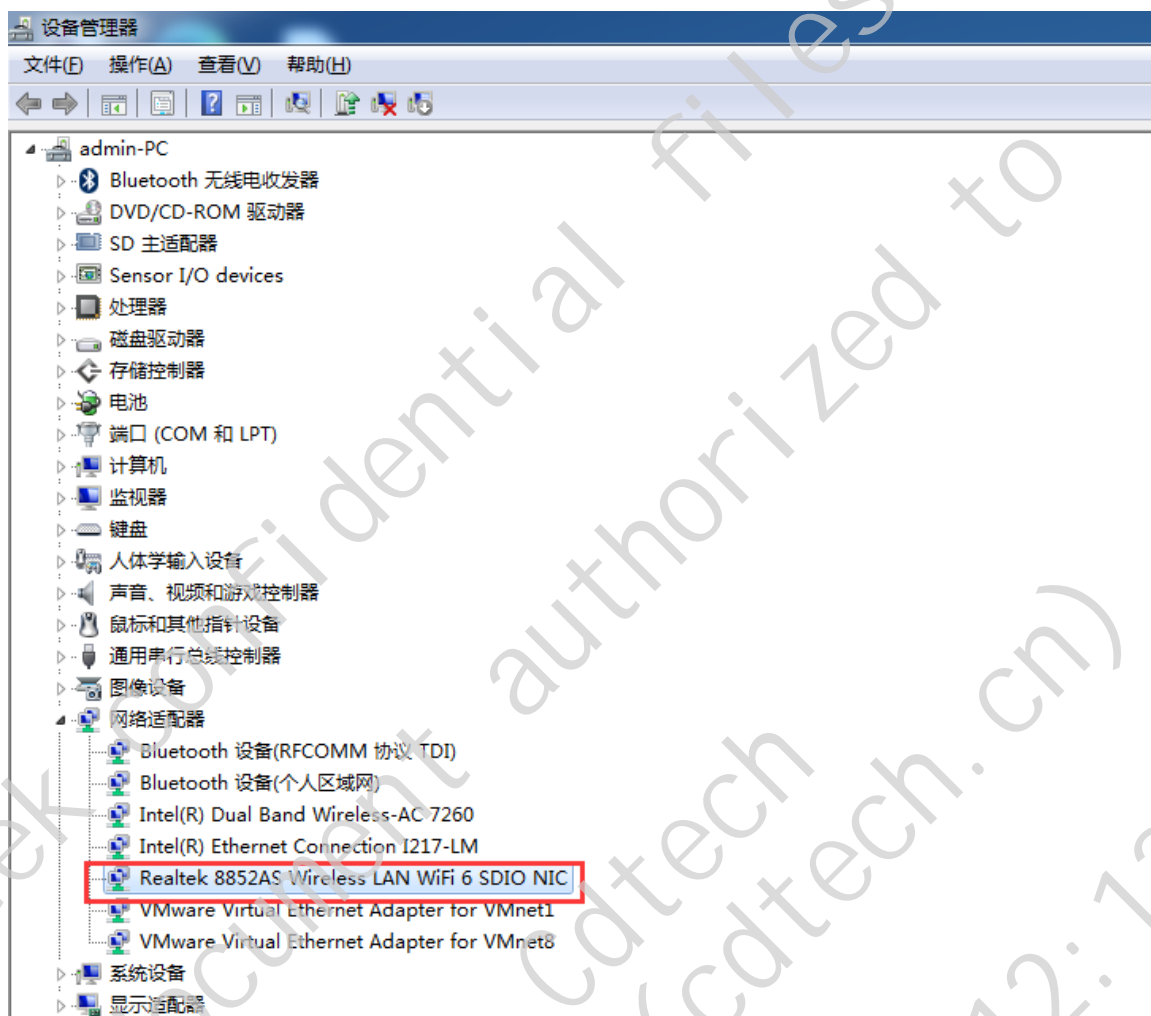 设备管理器
文件(F) 操作(A) 查看(V) 帮助(H)
admin-PC
Bluetooth 无线电收发器
DVD/CD-ROM 驱动器
SD 主适配器
Sensor I/O devices
处理器
磁盘驱动器
存储控制器
电池
端口 (COM 和 LPT)
计算机
监视器
键盘
人体学输入设备
声音、视频和游戏控制器
鼠标和其他指针设备
通用串行总线控制器
图像设备
网络适配器
Bluetooth 设备(RFCOMM 协议 TDI)
Bluetooth 设备(个人区域网)
Intel(R) Dual Band Wireless-AC 7260
Intel(R) Ethernet Connection I217-LM
Realtek 8852AS Wireless LAN WiFi 6 SDIO NIC
VMware Virtual Ethernet Adapter for VMnet1
VMware Virtual Ethernet Adapter for VMnet8
系统设备
显示适配器
confidential files
authorized to
cdtech
(cdtech.cn)